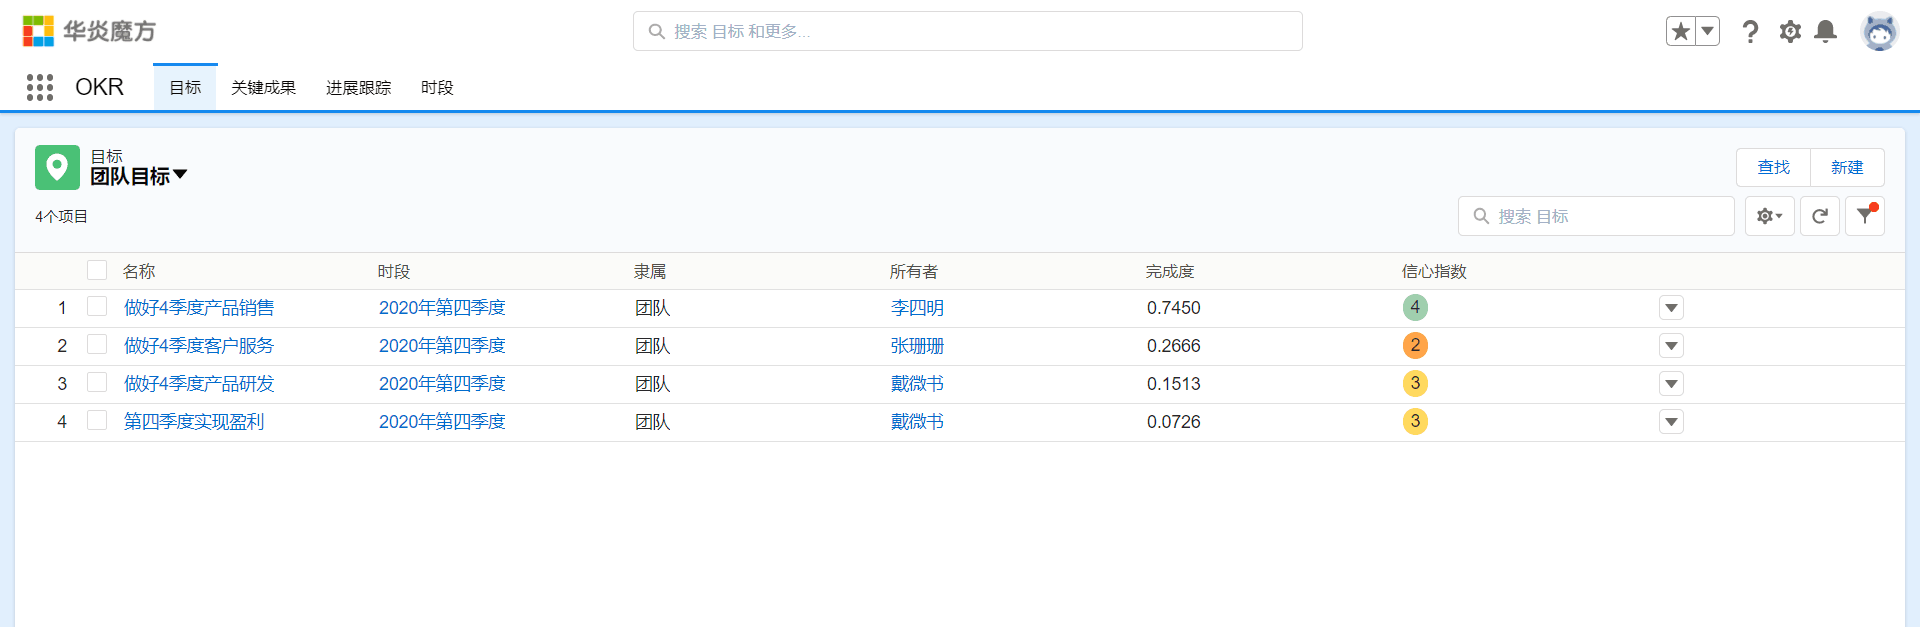 华炎魔方
搜索 目标 和更多...
OKR 目标 关键成果 进展跟踪 时段
目标
团队目标
查找 新建
4个项目
搜索 目标
名称 时段 隶属 所有者 完成度 信心指数
1 做好4季度产品销售 2020年第四季度 团队 李四明 0.7450 4
2 做好4季度客户服务 2020年第四季度 团队 张珊珊 0.2666 2
3 做好4季度产品研发 2020年第四季度 团队 戴微书 0.1513 3
4 第四季度实现盈利 2020年第四季度 团队 戴微书 0.0726 3